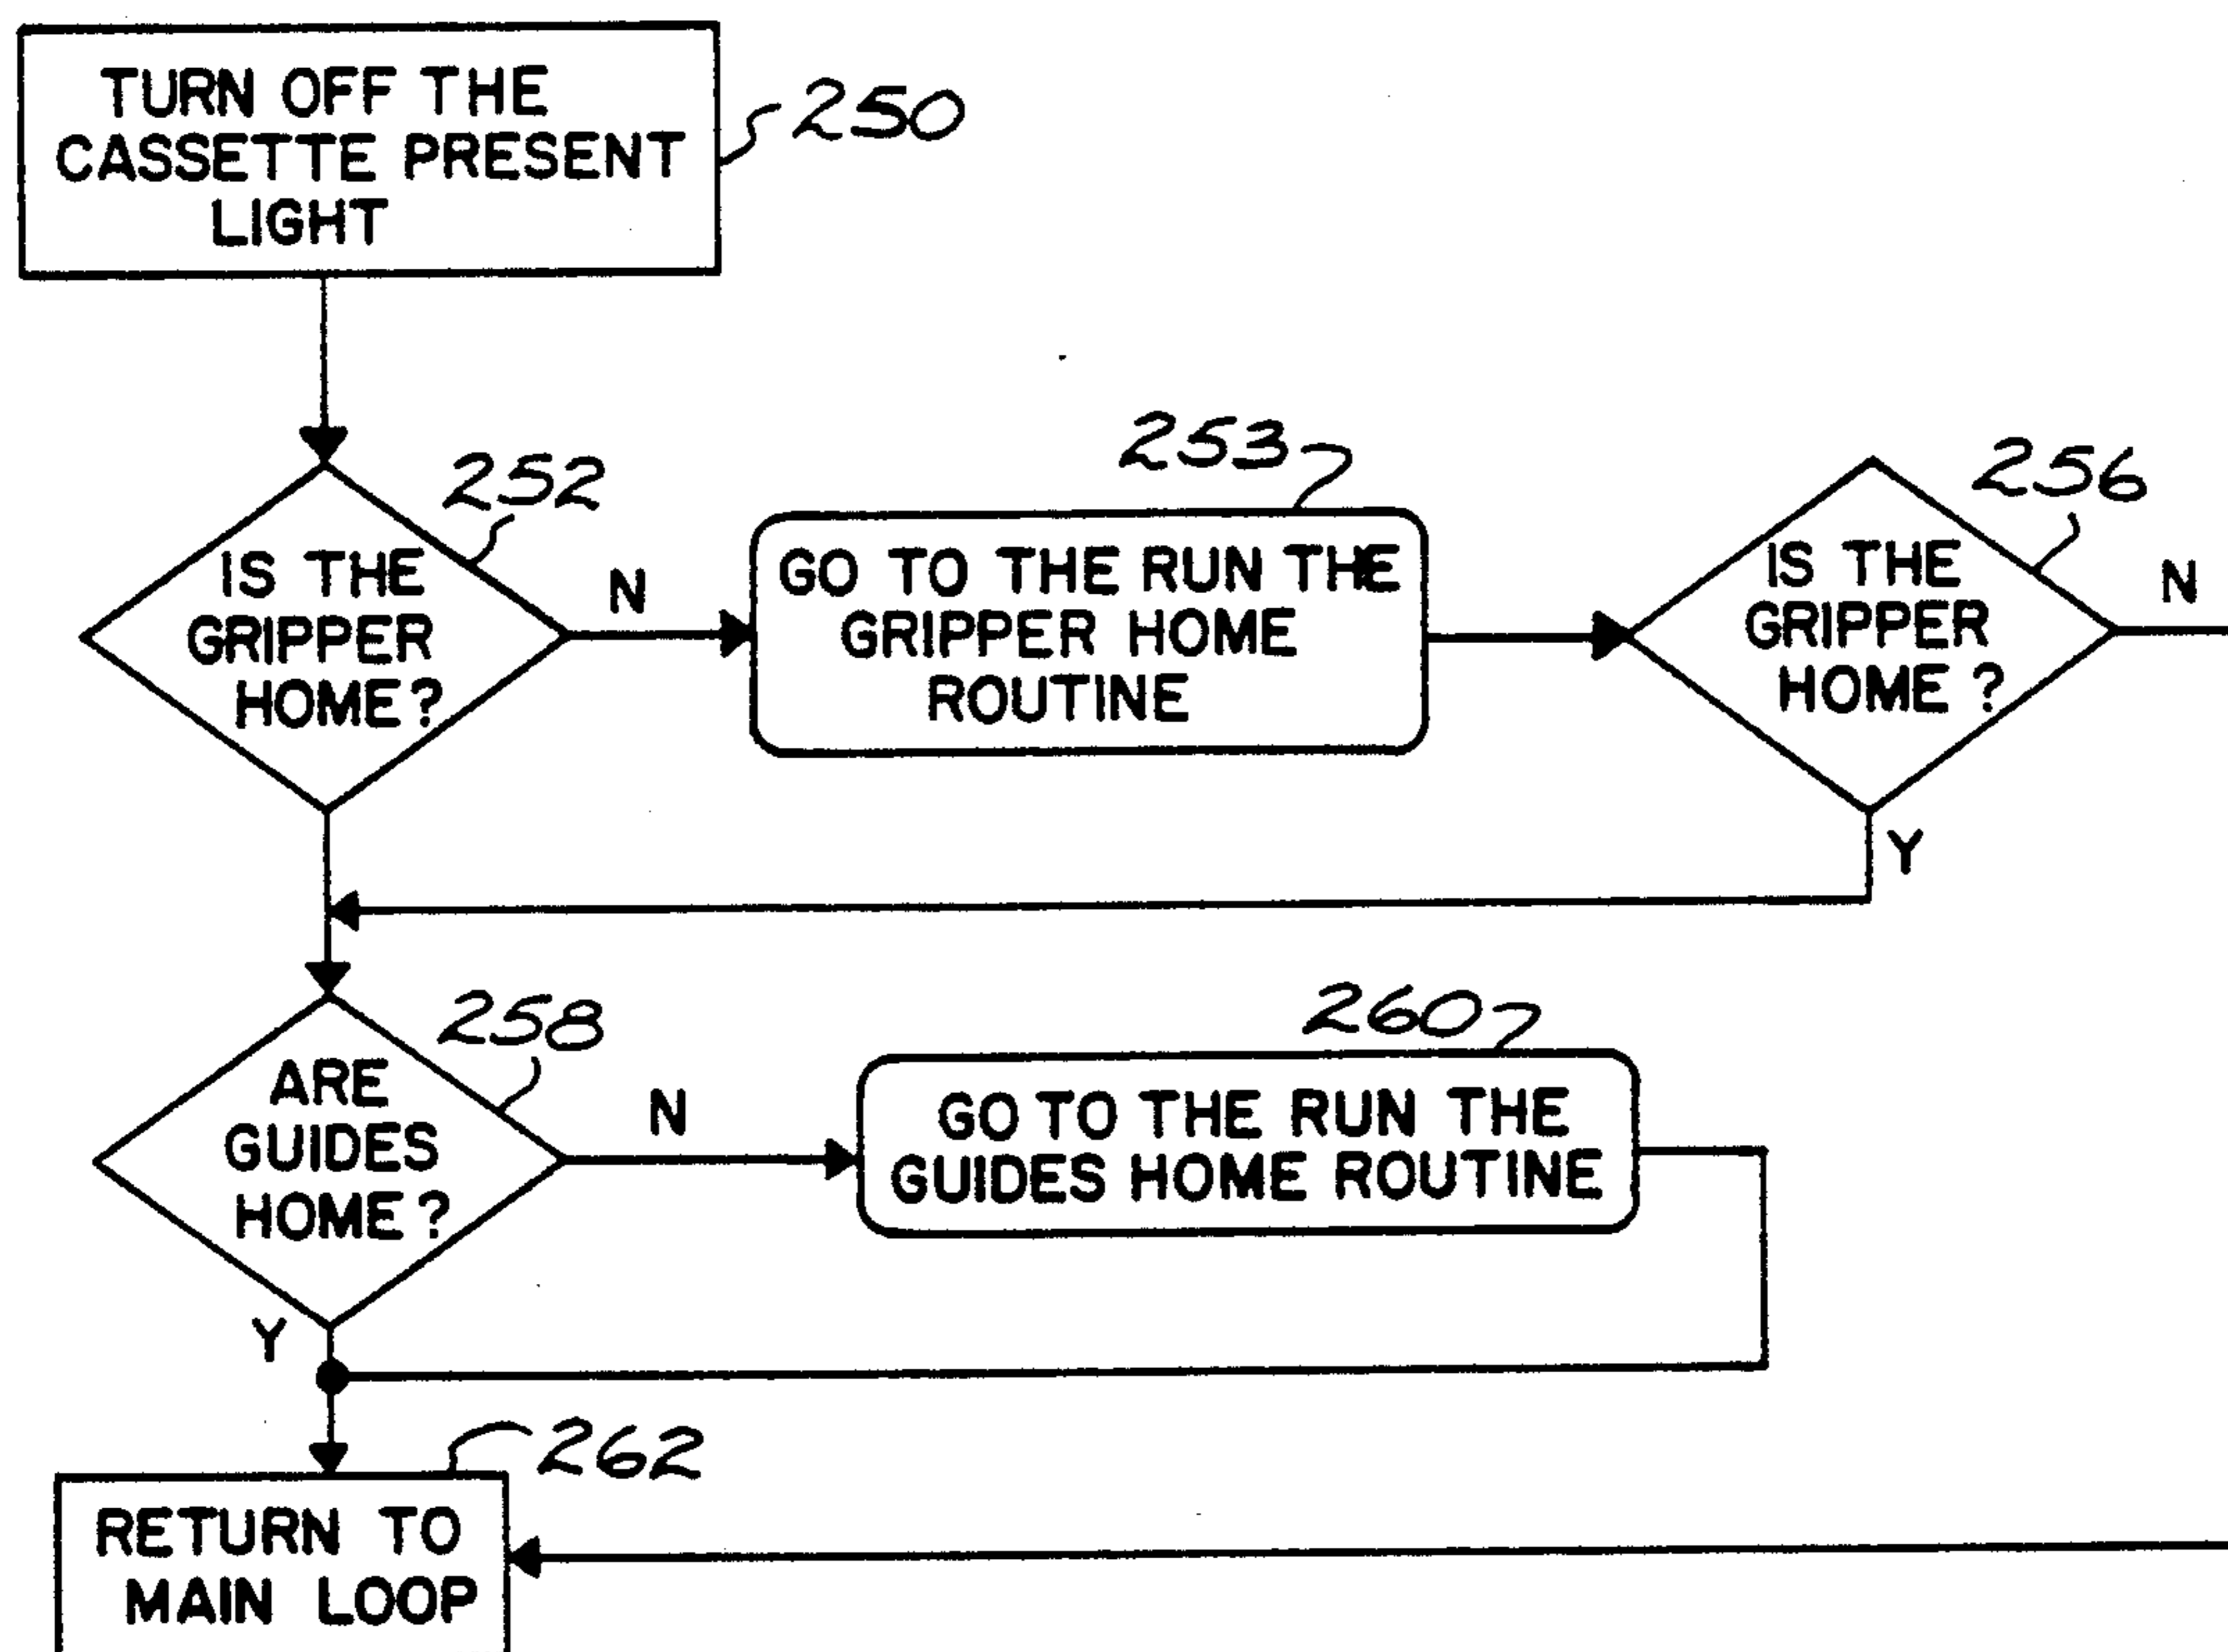 TURN OFF THE
CASSETTE PRESENT
LIGHT
250
252
IS THE
GRIPPER
HOME?
N
253
GO TO THE RUN THE
GRIPPER HOME
ROUTINE
256
IS THE
GRIPPER
HOME?
N
Y
258
ARE
GUIDES
HOME?
N
260
GO TO THE RUN THE
GUIDES HOME ROUTINE
Y
262
RETURN TO
MAIN LOOP